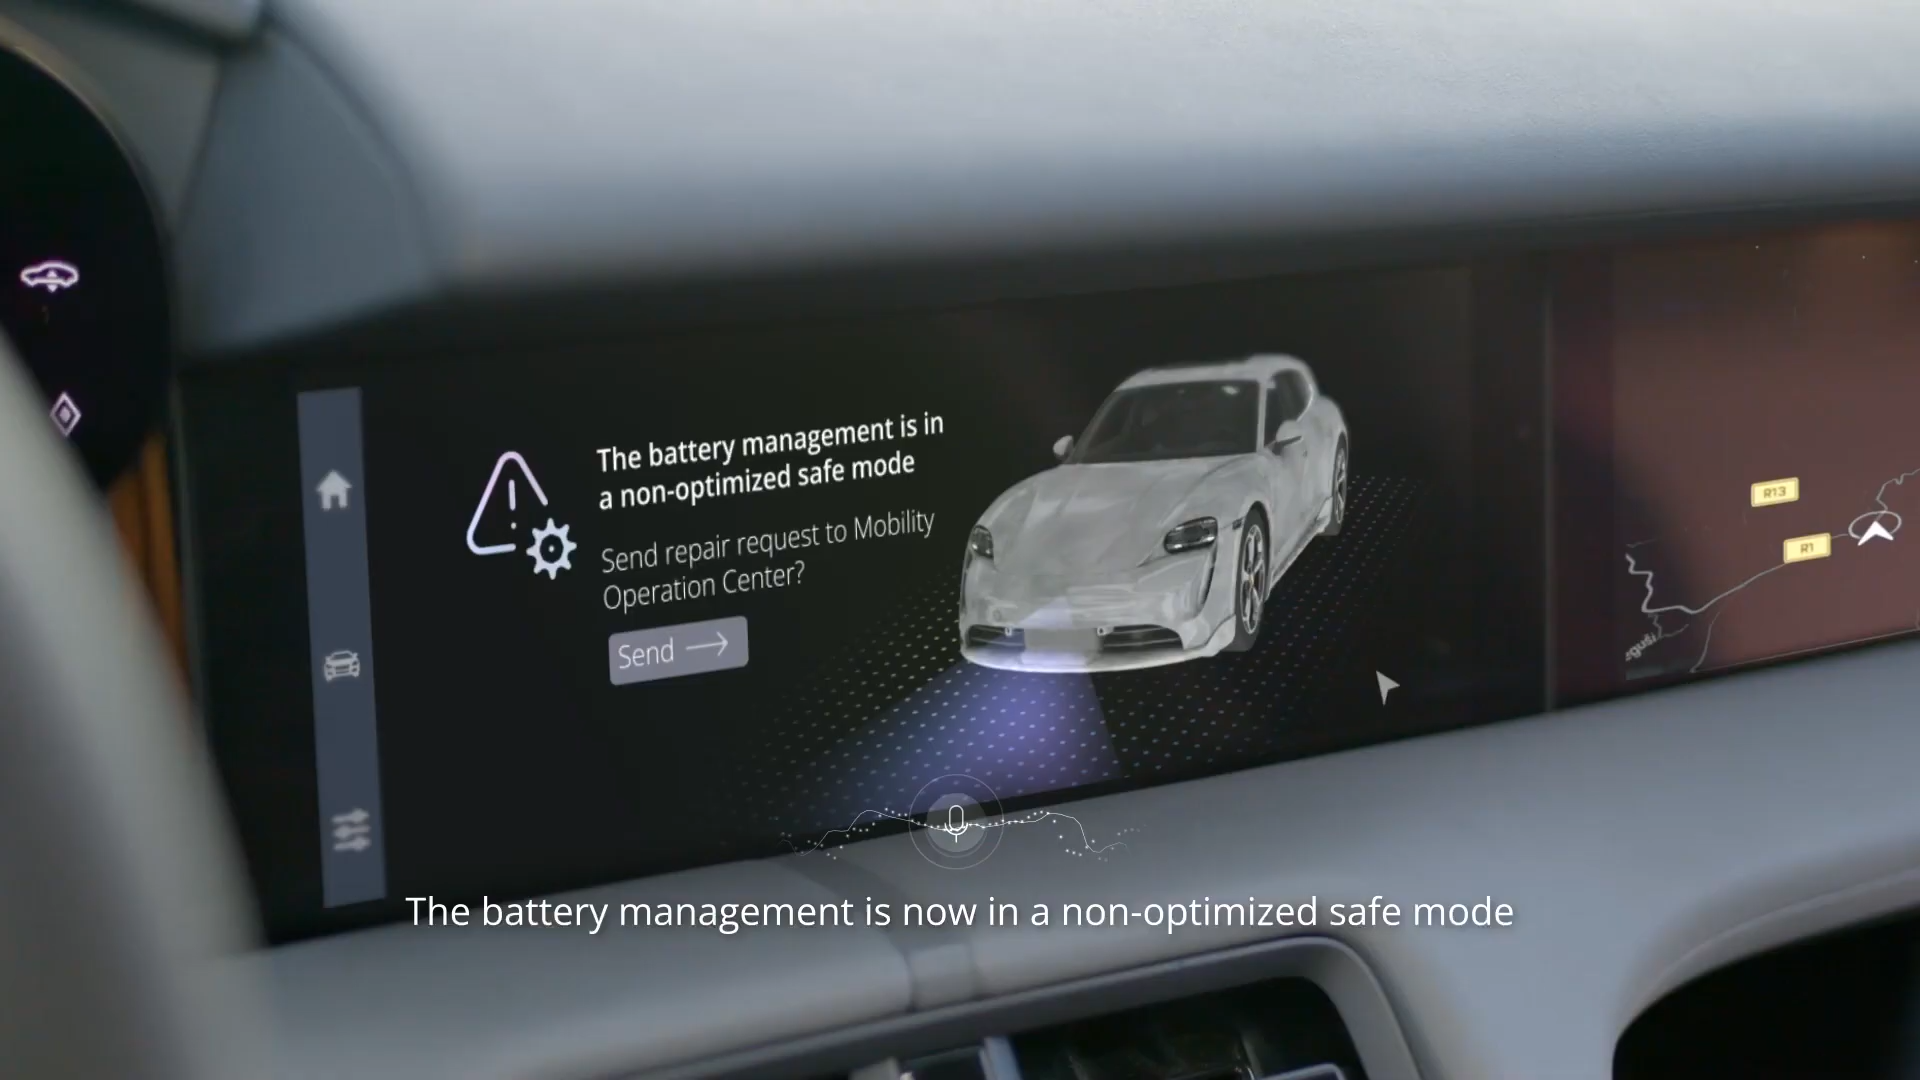 The battery management is in
a non-optimized safe mode
Send repair request to Mobility
Operation Center?
Send
R13
R1
The battery management is now in a non-optimized safe mode